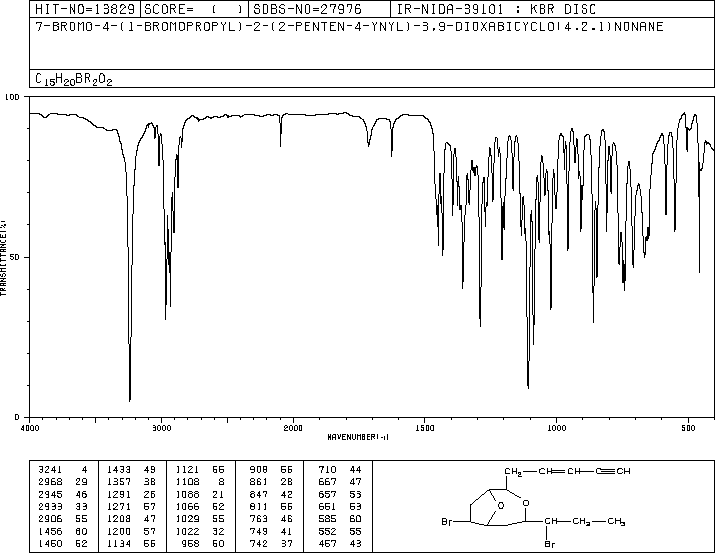 HIT-NO=13829 SCORE= ( ) SDBS-NO=27976 IR-NIDA-39101 : KBR DISC
7-BROMO-4-(1-BROMOPROPYL)-2-(2-PENTEN-4-YNYL)-3,9-DIOXABICYCLO(4.2.1)NONANE
C15H20BR2O2
100
50
0
TRANSMITTANCE(%)
4000 3000 2000 1500 1000 500
WAVENUMBER(-1)
3241 4 1433 49 1121 66 908 66 710 44
2968 29 1357 38 1108 8 861 28 667 47
2945 46 1291 26 1088 21 847 42 657 53
2933 33 1271 67 1066 62 811 66 651 53
2906 55 1208 47 1029 55 763 46 585 60
1456 60 1200 57 1022 32 749 41 552 55
1450 62 1134 66 958 60 742 37 457 43
CH2 CH CH C CH
O
O
Br CH CH2 CH3
Br